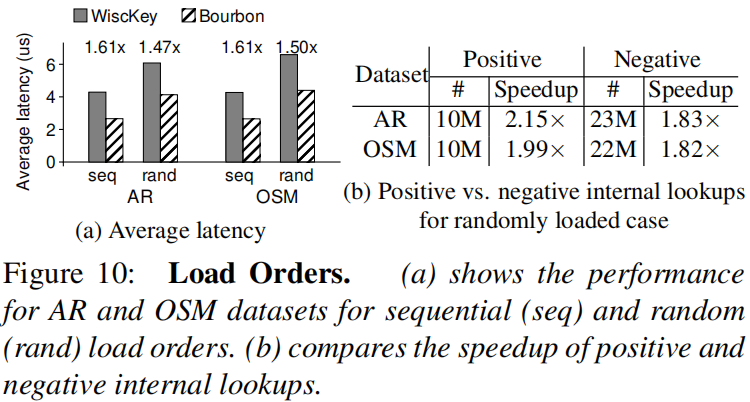 WiscKey Bourbon
Average latency (us)
1.61x 1.47x 1.61x 1.50x
6
4
2
0
seq rand seq rand
AR OSM
(a) Average latency
Dataset Positive Negative
# Speedup # Speedup
AR 10M 2.15× 23M 1.83×
OSM 10M 1.99× 22M 1.82×
(b) Positive vs. negative internal lookups
for randomly loaded case
Figure 10: Load Orders. (a) shows the performance
for AR and OSM datasets for sequential (seq) and random
(rand) load orders. (b) compares the speedup of positive and
negative internal lookups.